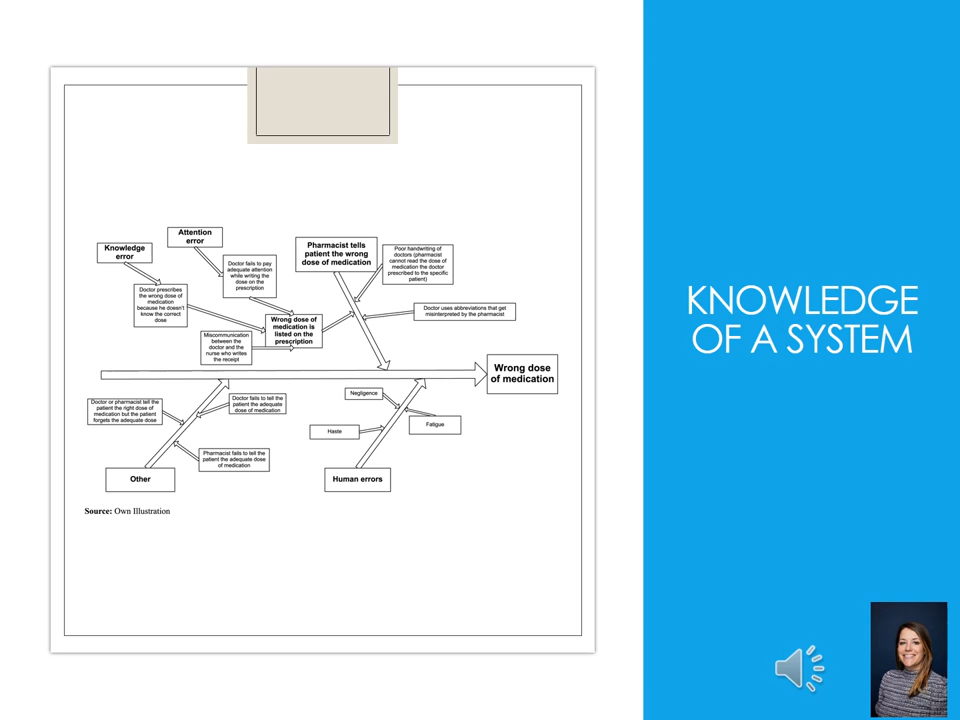 Attention
error
Knowledge
error
Pharmacist tells
patient the wrong
dose of medication
Poor handwriting of
doctors (pharmacist
cannot read the dose of
medication the doctor
prescribed to the specific
patient)
Doctor fails to pay
adequate attention
while writing the
dose on the
prescription
Doctor prescribes
the wrong dose of
medication
because he doesn't
know the correct
dose
Doctor uses abbreviations that get
misinterpreted by the pharmacist
Wrong dose of
medication is
listed on the
prescription
Miscommunication
between the
doctor and the
nurse who writes
the receipt
Wrong dose
of medication
Doctor or pharmacist tell the
patient the right dose of
medication but the patient
forgets the adequate dose
Doctor fails to tell the
patient the adequate
dose of medication
Negligence
Fatigue
Haste
Pharmacist fails to tell the
patient the adequate dose
of medication
Other
Human errors
Source: Own Illustration
KNOWLEDGE
OF A SYSTEM